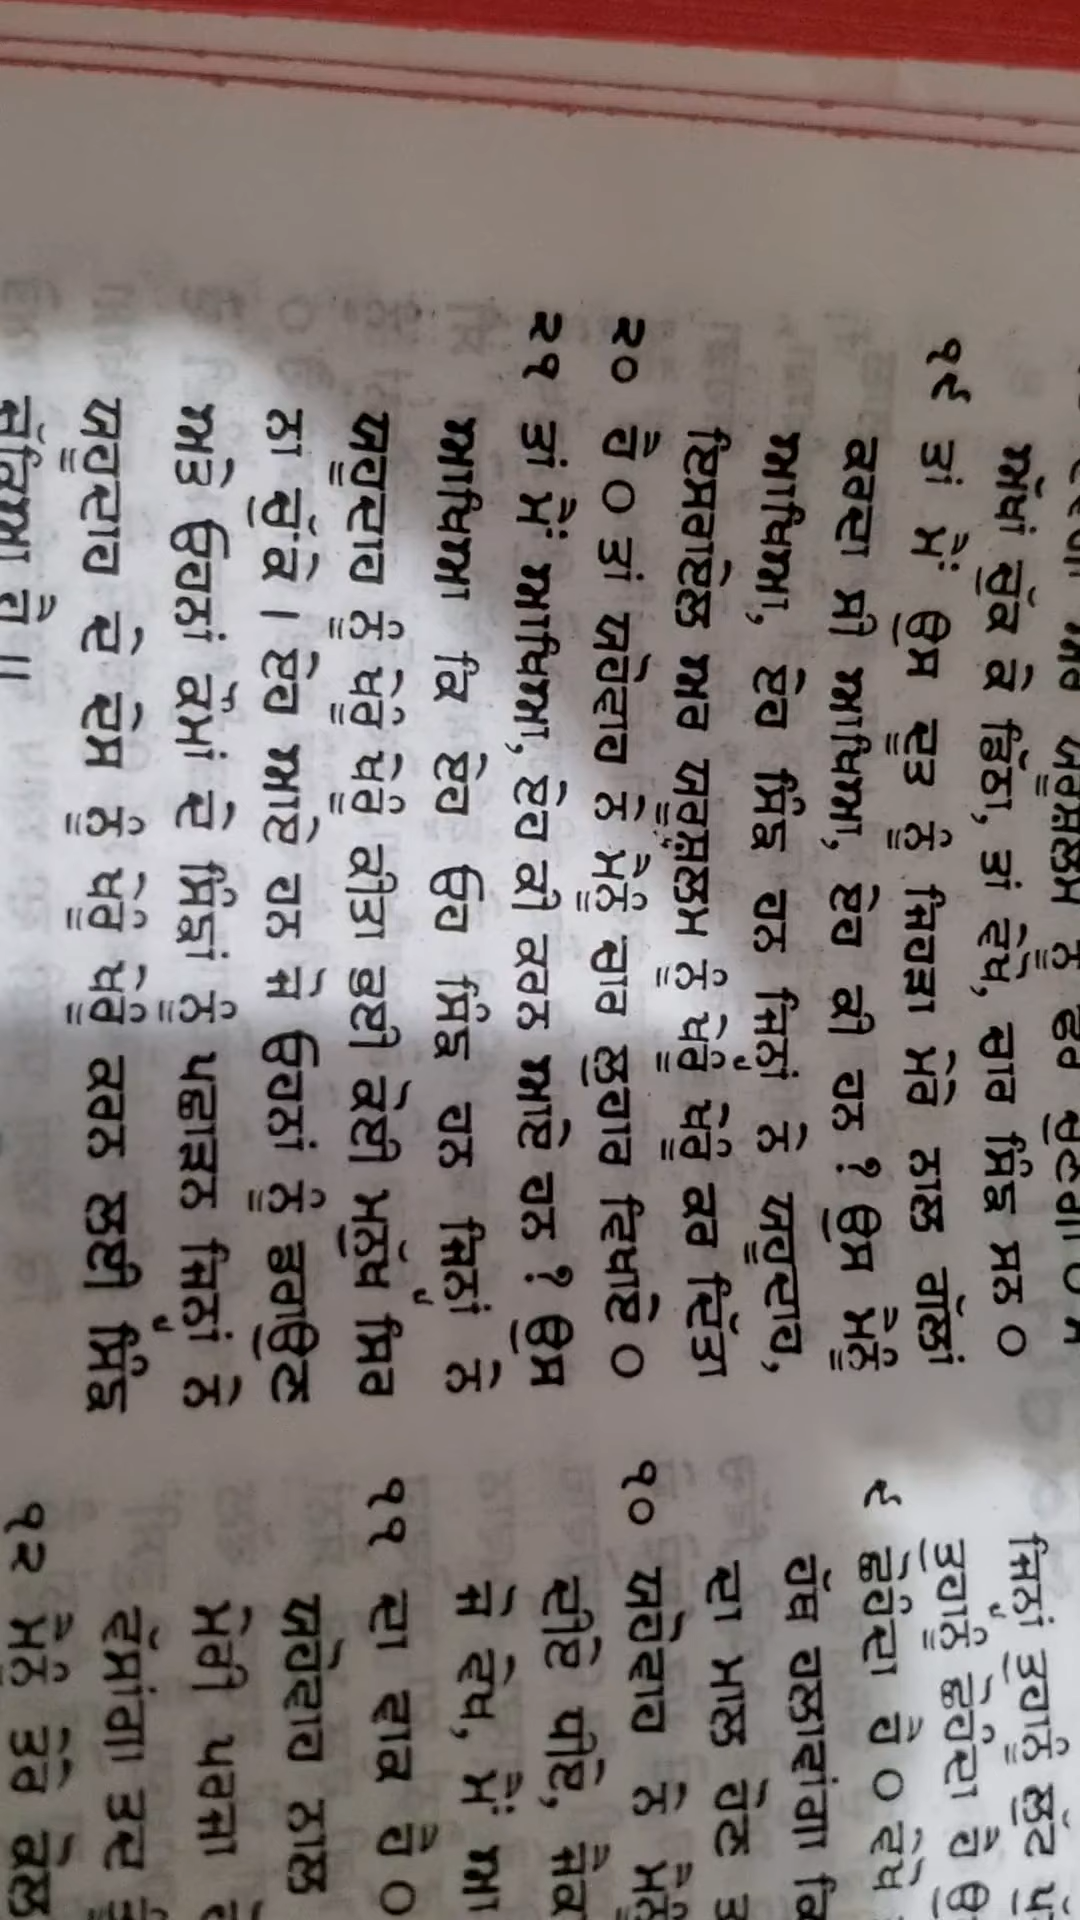 ਅੱਖਾਂ ਚੁੱਕ ਕੇ ਡਿੱਠਾ, ਤਾਂ ਵੇਖੋ, ਚਾਰ ਸਿੰਙ ਸਨ ੦
੧੯ ਤਾਂ ਮੈਂ ਉਸ ਦੂਤ ਨੂੰ ਜਿਹੜਾ ਮੇਰੇ ਨਾਲ ਗੱਲਾਂ
ਕਰਦਾ ਸੀ ਆਖਿਆ, ਏਹ ਕੀ ਹਨ ? ਉਸ ਮੈਨੂੰ
ਆਖਿਆ, ਏਹ ਸਿੰਙ ਹਨ ਜਿਨ੍ਹਾਂ ਨੇ ਯਹੂਦਾਹ,
ਇਸਰਾਏਲ ਅਰ ਯਰੂਸ਼ਲਮ ਨੂੰ ਖੇਰੂੰ ਖੇਰੂੰ ਕਰ ਦਿੱਤਾ
੨੦ ਹੈ ੦ ਤਾਂ ਯਹੋਵਾਹ ਨੇ ਮੈਨੂੰ ਚਾਰ ਲੁਹਾਰ ਵਿਖਾਏ ੦
੨੧ ਤਾਂ ਮੈਂ ਆਖਿਆ, ਏਹ ਕੀ ਕਰਨ ਆਏ ਹਨ ? ਉਸ
ਆਖਿਆ ਕਿ ਏਹ ਉਹ ਸਿੰਙ ਹਨ ਜਿਨ੍ਹਾਂ ਨੇ
ਯਹੂਦਾਹ ਨੂੰ ਖੇਰੂੰ ਖੇਰੂੰ ਕੀਤਾ ਭਈ ਕੋਈ ਮਨੁੱਖ ਸਿਰ
ਨਾ ਚੁੱਕੇ । ਏਹ ਆਏ ਹਨ ਜੋ ਉਹਨਾਂ ਨੂੰ ਡਰਾਉਣ
ਅਤੇ ਉਹਨਾਂ ਕੌਮਾਂ ਦੇ ਸਿੰਙਾਂ ਨੂੰ ਪਛਾੜਨ ਜਿਨ੍ਹਾਂ ਨੇ
ਯਹੂਦਾਹ ਦੇ ਦੇਸ ਨੂੰ ਖੇਰੂੰ ਖੇਰੂੰ ਕਰਨ ਲਈ ਸਿੰਙ
ਚੁੱਕਿਆ ਹੈ ॥
ਜਿਨ੍ਹਾਂ ਤੁਹਾਨੂੰ ਲੁੱਟ
ਤੁਹਾਨੂੰ ਛੋਹੰਦਾ ਹੈ
੯ ਛੋਹੰਦਾ ਹੈ ੦ ਵੇਖੋ
ਹੱਥ ਹਲਾਵਾਂਗਾ ਕਿ
ਦਾ ਮਾਲ ਹੋਣ
੧੦ ਯਹੋਵਾਹ ਨੇ
ਦੀਏ ਧੀਏ, ਜੈਕਾ
ਜੋ ਵੇਖ, ਮੈਂ ਆ
੧੧ ਦਾ ਵਾਕ ਹੈ ੦
ਯਹੋਵਾਹ ਨਾਲ
ਮੇਰੀ ਪਰਜਾ
ਵੱਸਾਂਗਾ ਤਦ
੧੨ ਮੈਨੂੰ ਤੇਰੇ ਕੋਲ